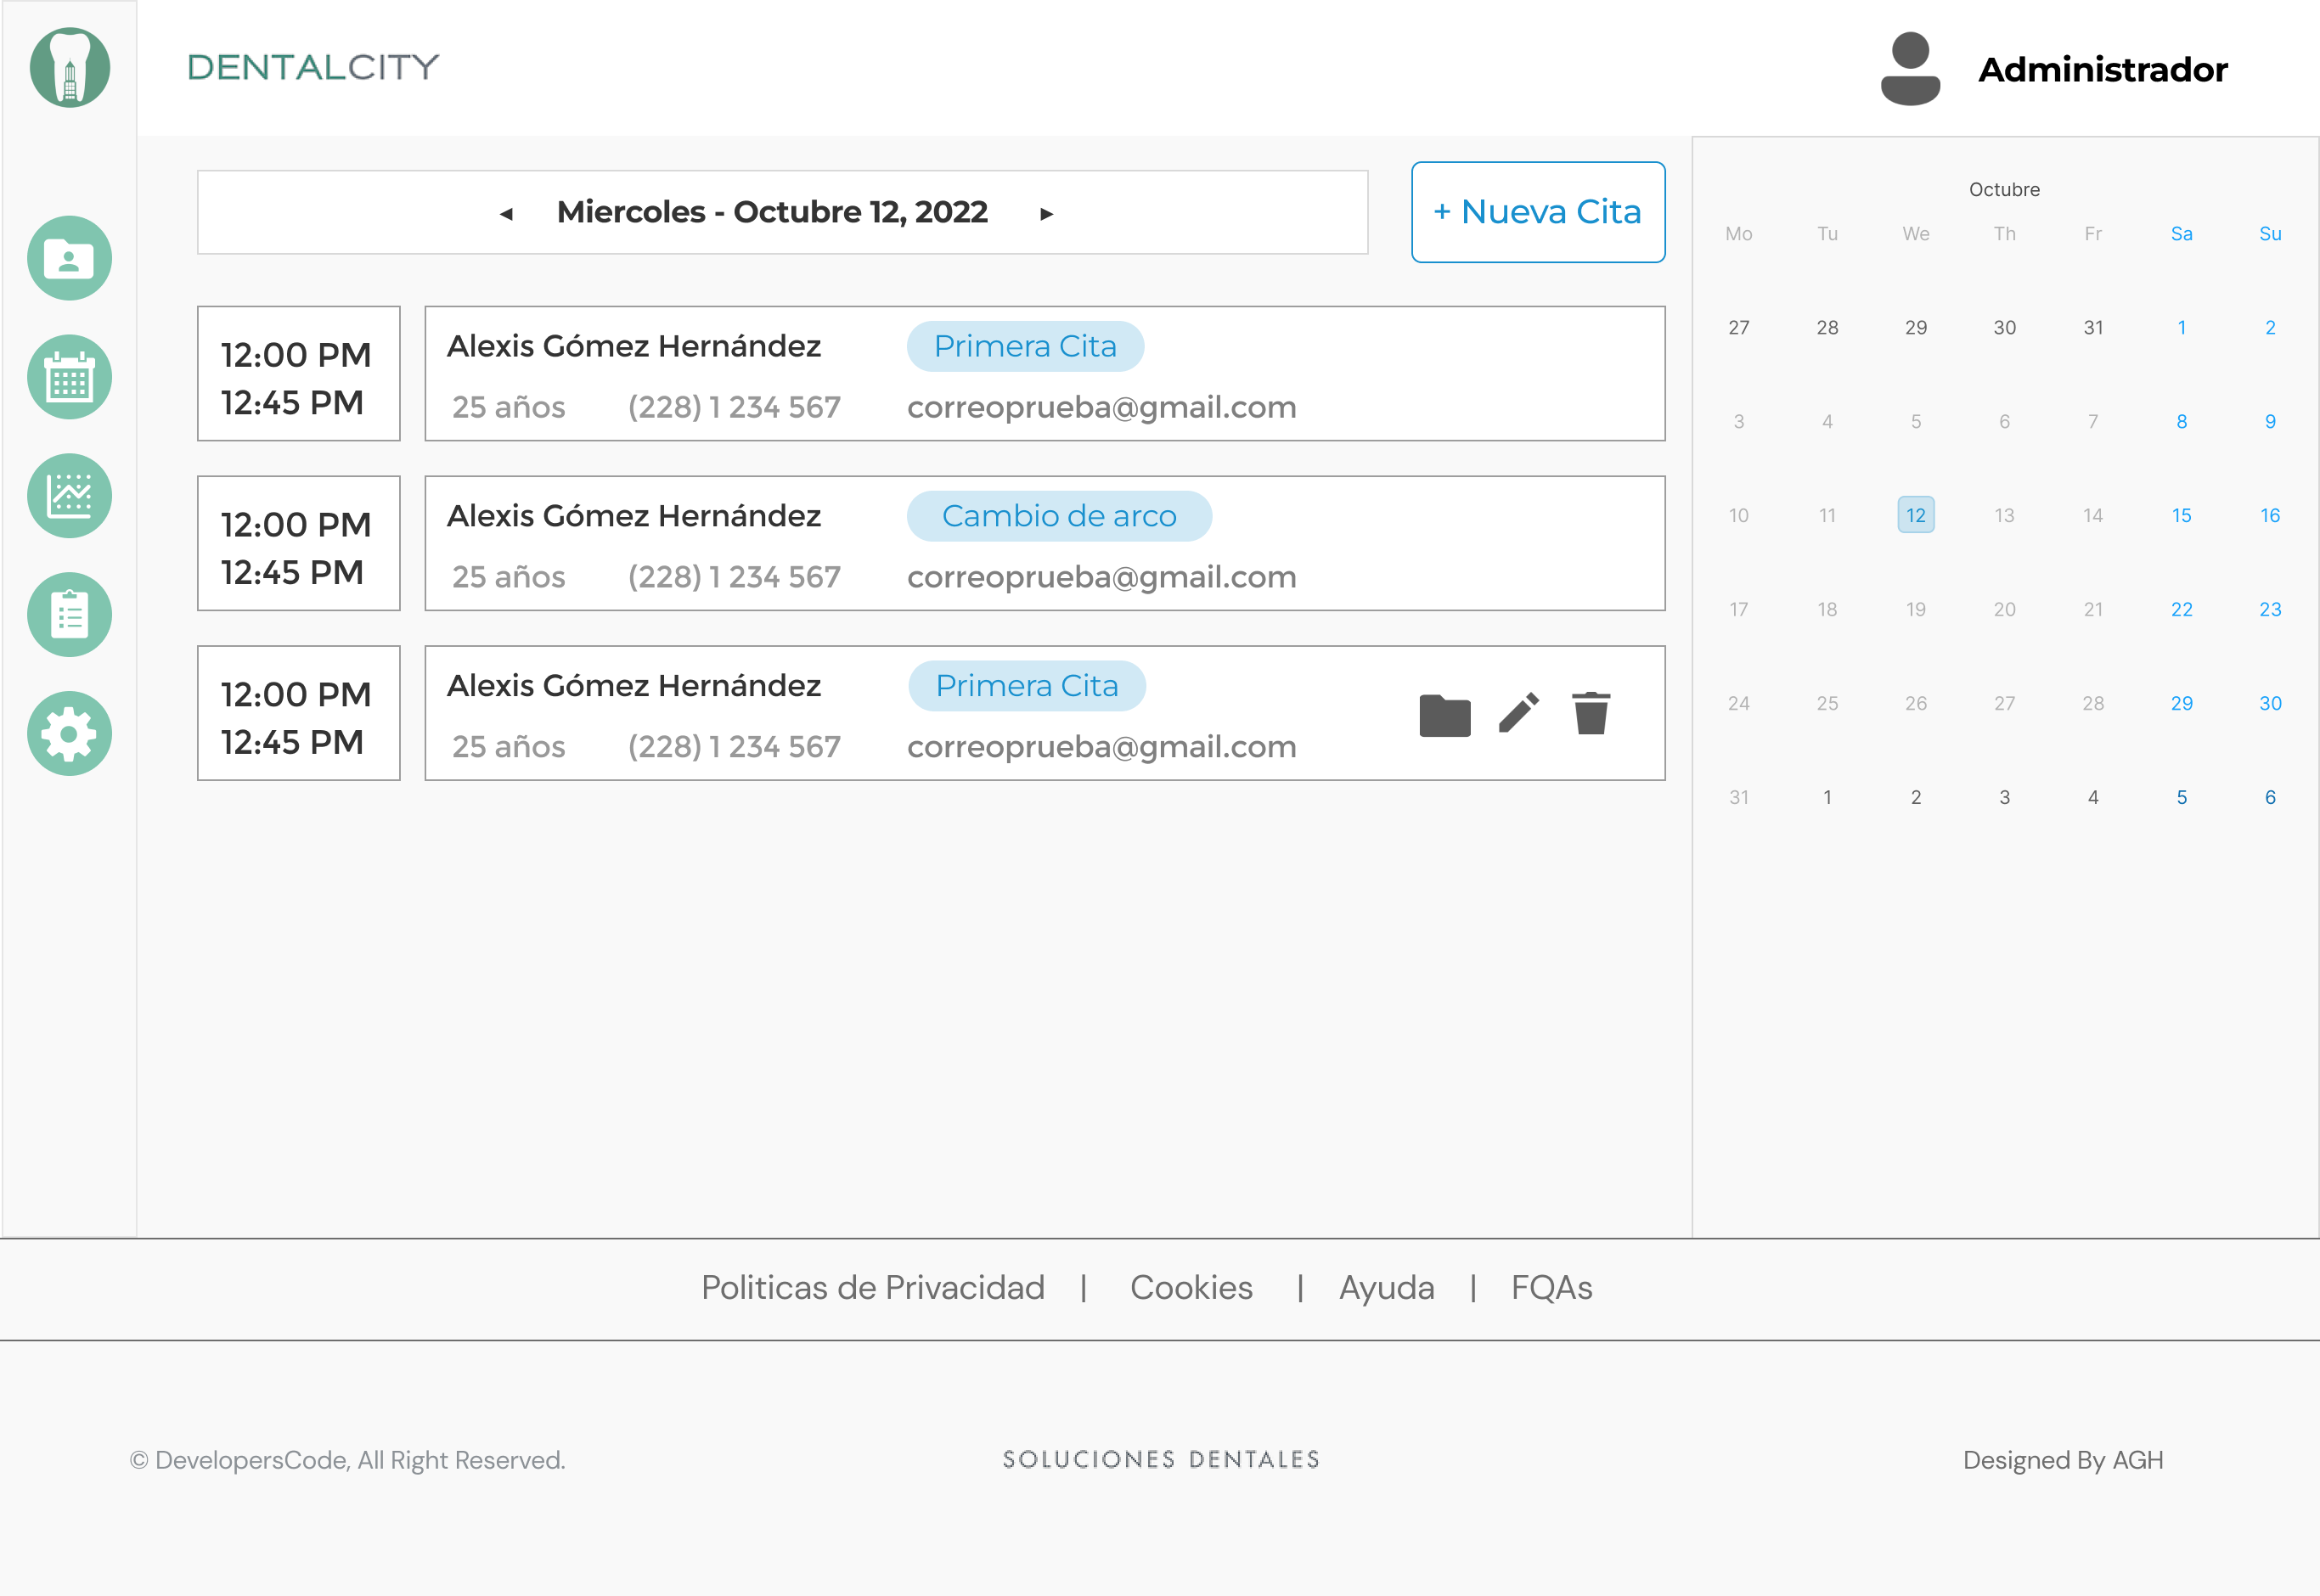 DENTALCITY
Administrador
◂ Miercoles - Octubre 12, 2022 ▸
+ Nueva Cita
12:00 PM
12:45 PM
Alexis Gómez Hernández Primera Cita
25 años (228) 1 234 567 correoprueba@gmail.com
12:00 PM
12:45 PM
Alexis Gómez Hernández Cambio de arco
25 años (228) 1 234 567 correoprueba@gmail.com
12:00 PM
12:45 PM
Alexis Gómez Hernández Primera Cita
25 años (228) 1 234 567 correoprueba@gmail.com
Octubre
Mo Tu We Th Fr Sa Su
27 28 29 30 31 1 2
3 4 5 6 7 8 9
10 11 12 13 14 15 16
17 18 19 20 21 22 23
24 25 26 27 28 29 30
31 1 2 3 4 5 6
Politicas de Privacidad | Cookies | Ayuda | FQAs
© DevelopersCode, All Right Reserved.
SOLUCIONES DENTALES
Designed By AGH